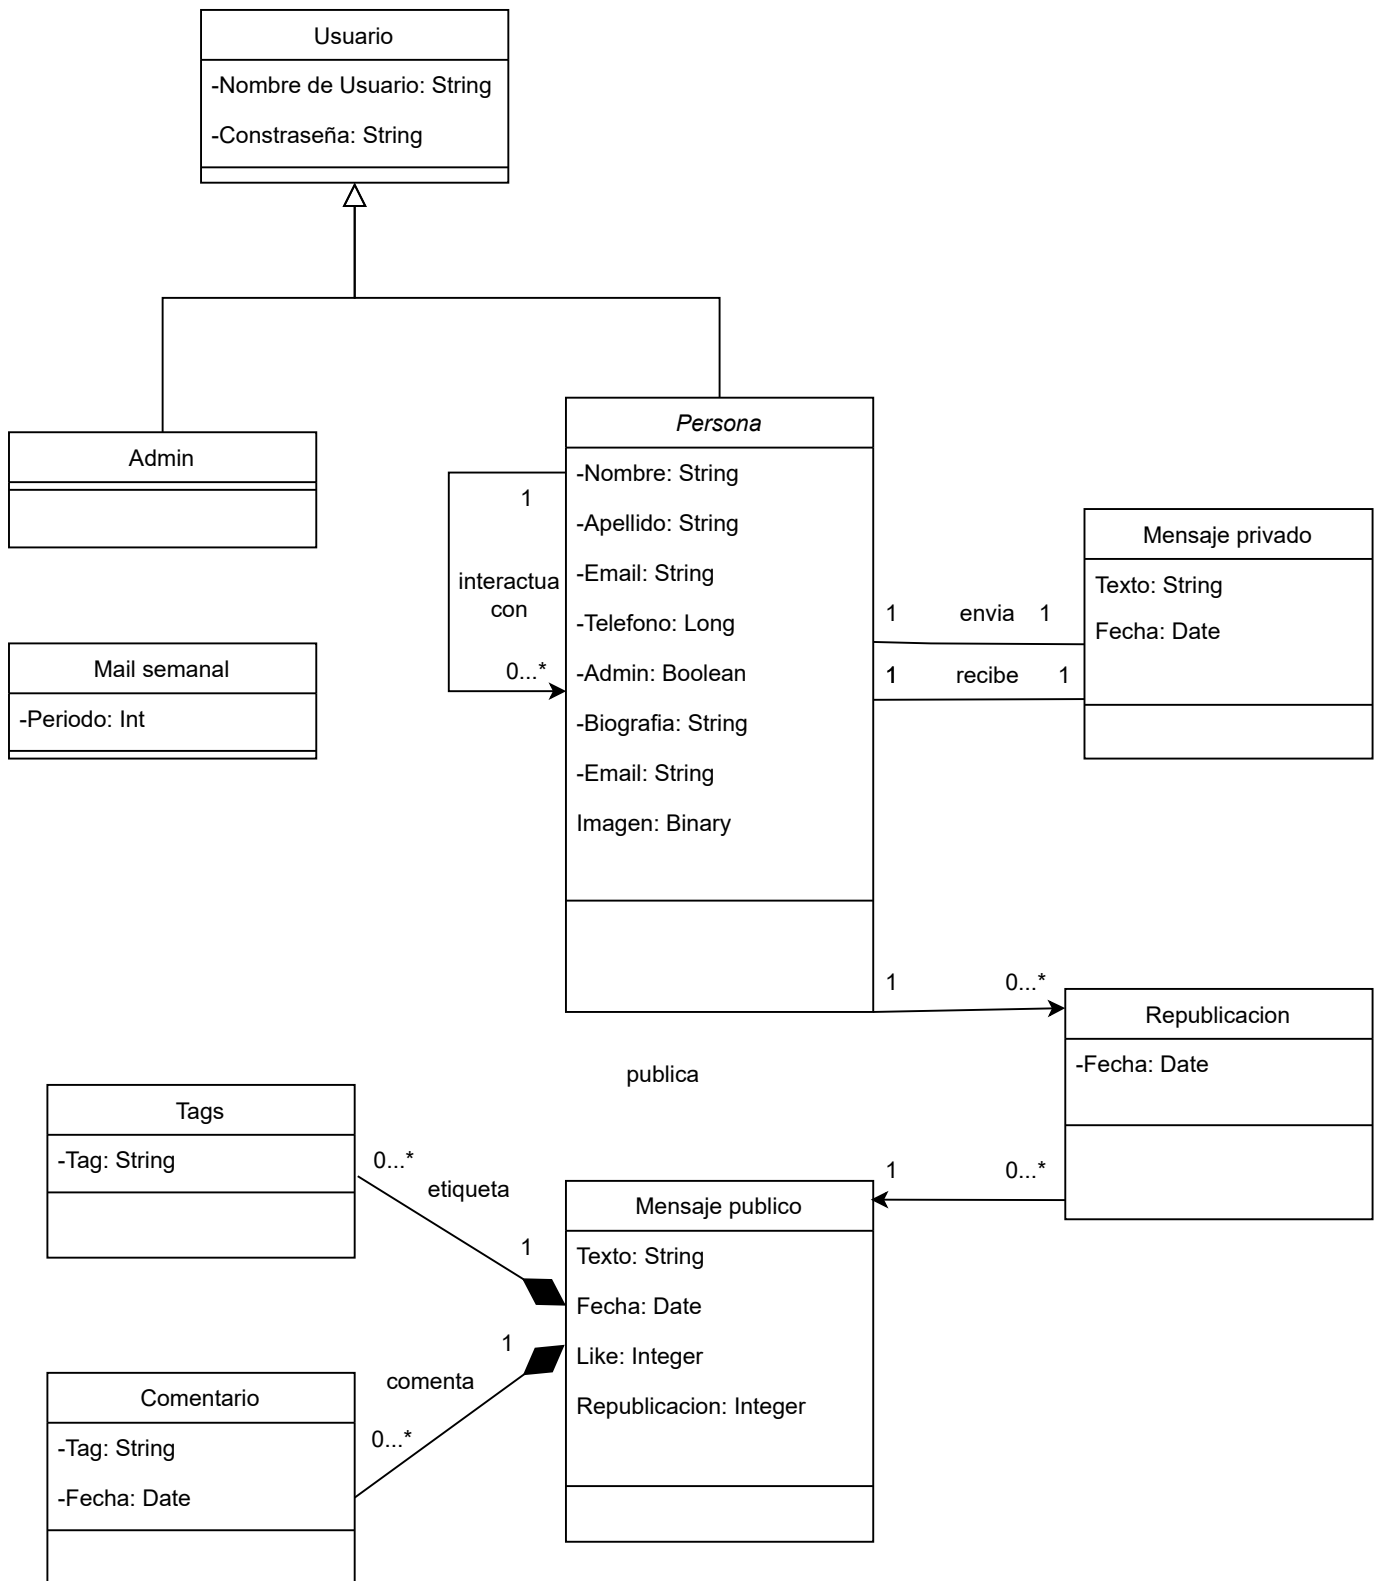 Usuario
-Nombre de Usuario: String
-Constraseña: String
Admin
Mail semanal
-Periodo: Int
Persona
-Nombre: String
-Apellido: String
-Email: String
-Telefono: Long
-Admin: Boolean
-Biografia: String
-Email: String
Imagen: Binary
1
interactua
con
0...*
1 envia 1
1 recibe 1
Mensaje privado
Texto: String
Fecha: Date
1 0...*
Republicacion
-Fecha: Date
publica
1 0...*
Tags
-Tag: String
0...*
etiqueta
1
Mensaje publico
Texto: String
Fecha: Date
Like: Integer
Republicacion: Integer
1
comenta
0...*
Comentario
-Tag: String
-Fecha: Date